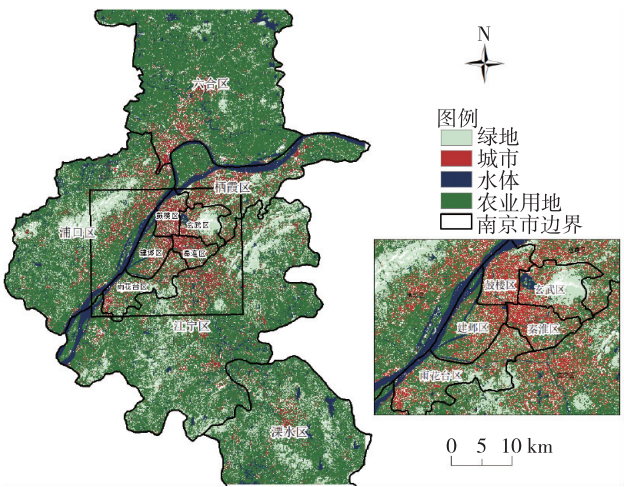 N
六合区
图例
绿地
城市
水体
农业用地
南京市边界
栖霞区
鼓楼区
玄武区
浦口区
建邺区
秦淮区
雨花台区
江宁区
溧水区
鼓楼区
玄武区
建邺区
秦淮区
雨花台区
0 5 10 km